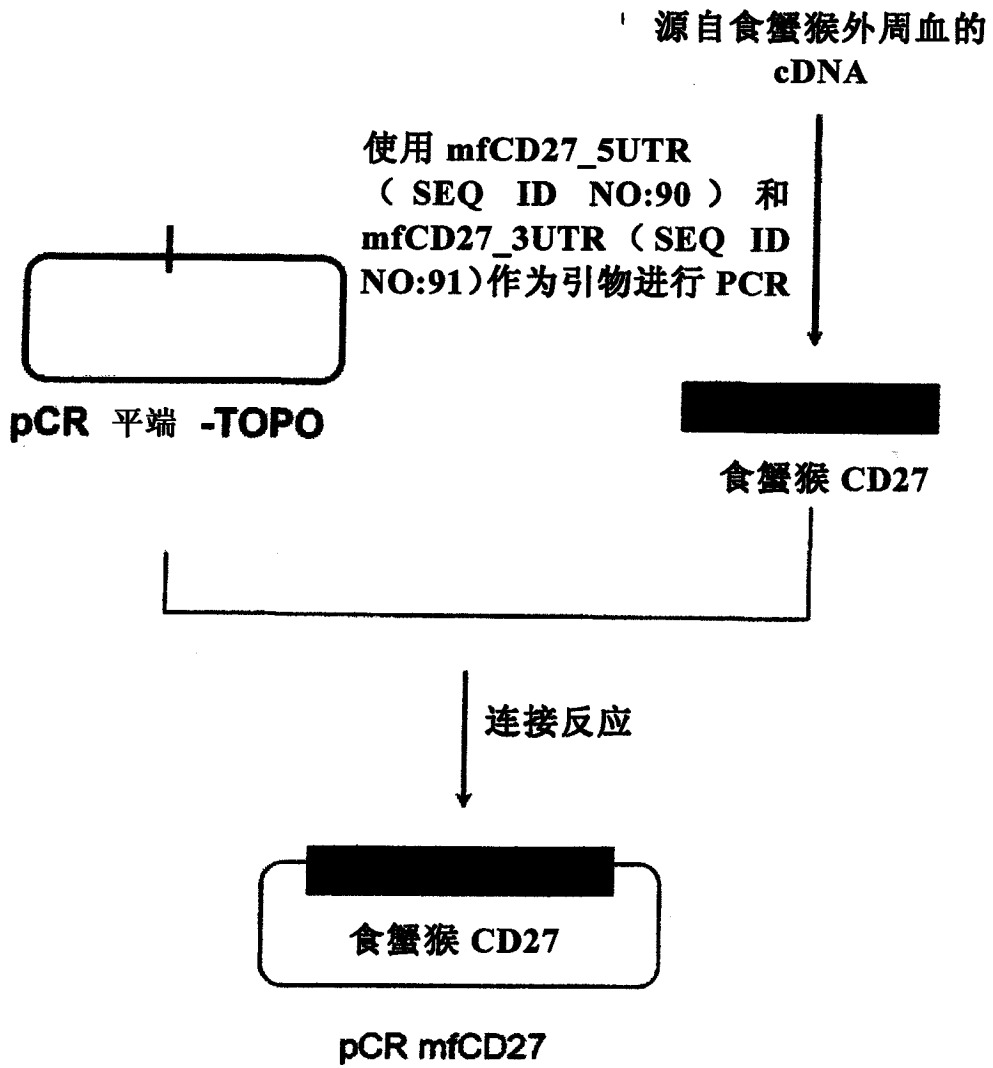 源自食蟹猴外周血的
cDNA
使用 mfCD27_5UTR
（SEQ ID NO:90）和
mfCD27_3UTR（SEQ ID
NO:91）作为引物进行 PCR
pCR 平端 -TOPO
食蟹猴 CD27
连接反应
食蟹猴 CD27
pCR mfCD27